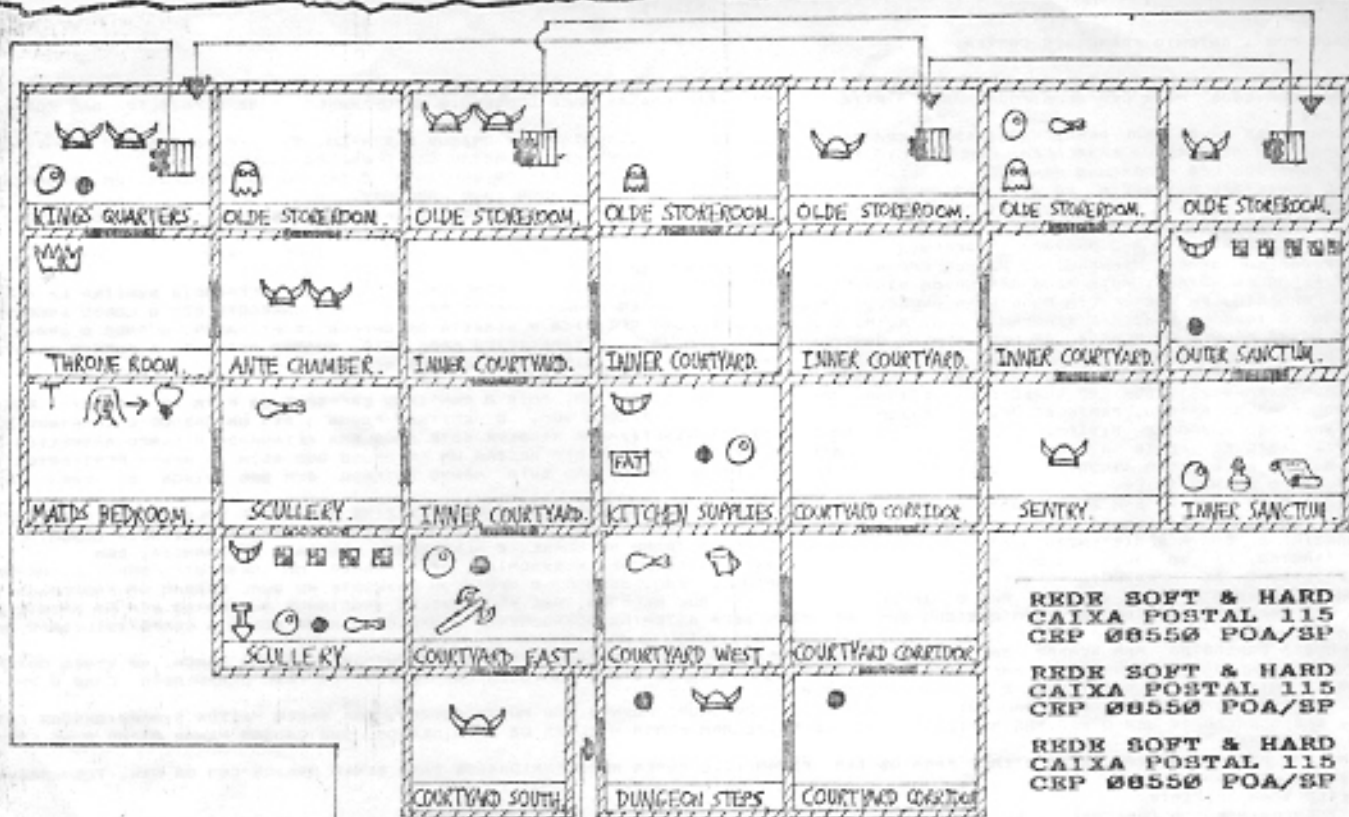 KINGS QUARTERS.
OLDE STOREROOM.
OLDE STOREROOM.
OLDE STOREROOM.
OLDE STOREROOM.
OLDE STOREROOM.
OLDE STOREROOM.
THRONE ROOM.
ANTE CHAMBER.
INNER COURTYARD.
INNER COURTYARD.
INNER COURTYARD.
INNER COURTYARD.
OUTER SANCTUM.
FAT
MAIDS BEDROOM.
SCULLERY.
INNER COURTYARD.
KITCHEN SUPPLIES
COURTYARD CORRIDOR
SENTRY.
INNER SANCTUM
SCULLERY.
COURTYARD EAST.
COURTYARD WEST.
COURTYARD CORRIDOR
COURTYARD SOUTH.
DUNGEON STEPS.
COURTYARD CORRIDOR
REDE SOFT & HARD
CAIXA POSTAL 115
CEP 08550 POA/SP
REDE SOFT & HARD
CAIXA POSTAL 115
CEP 08550 POA/SP
REDE SOFT & HARD
CAIXA POSTAL 115
CEP 08550 POA/SP